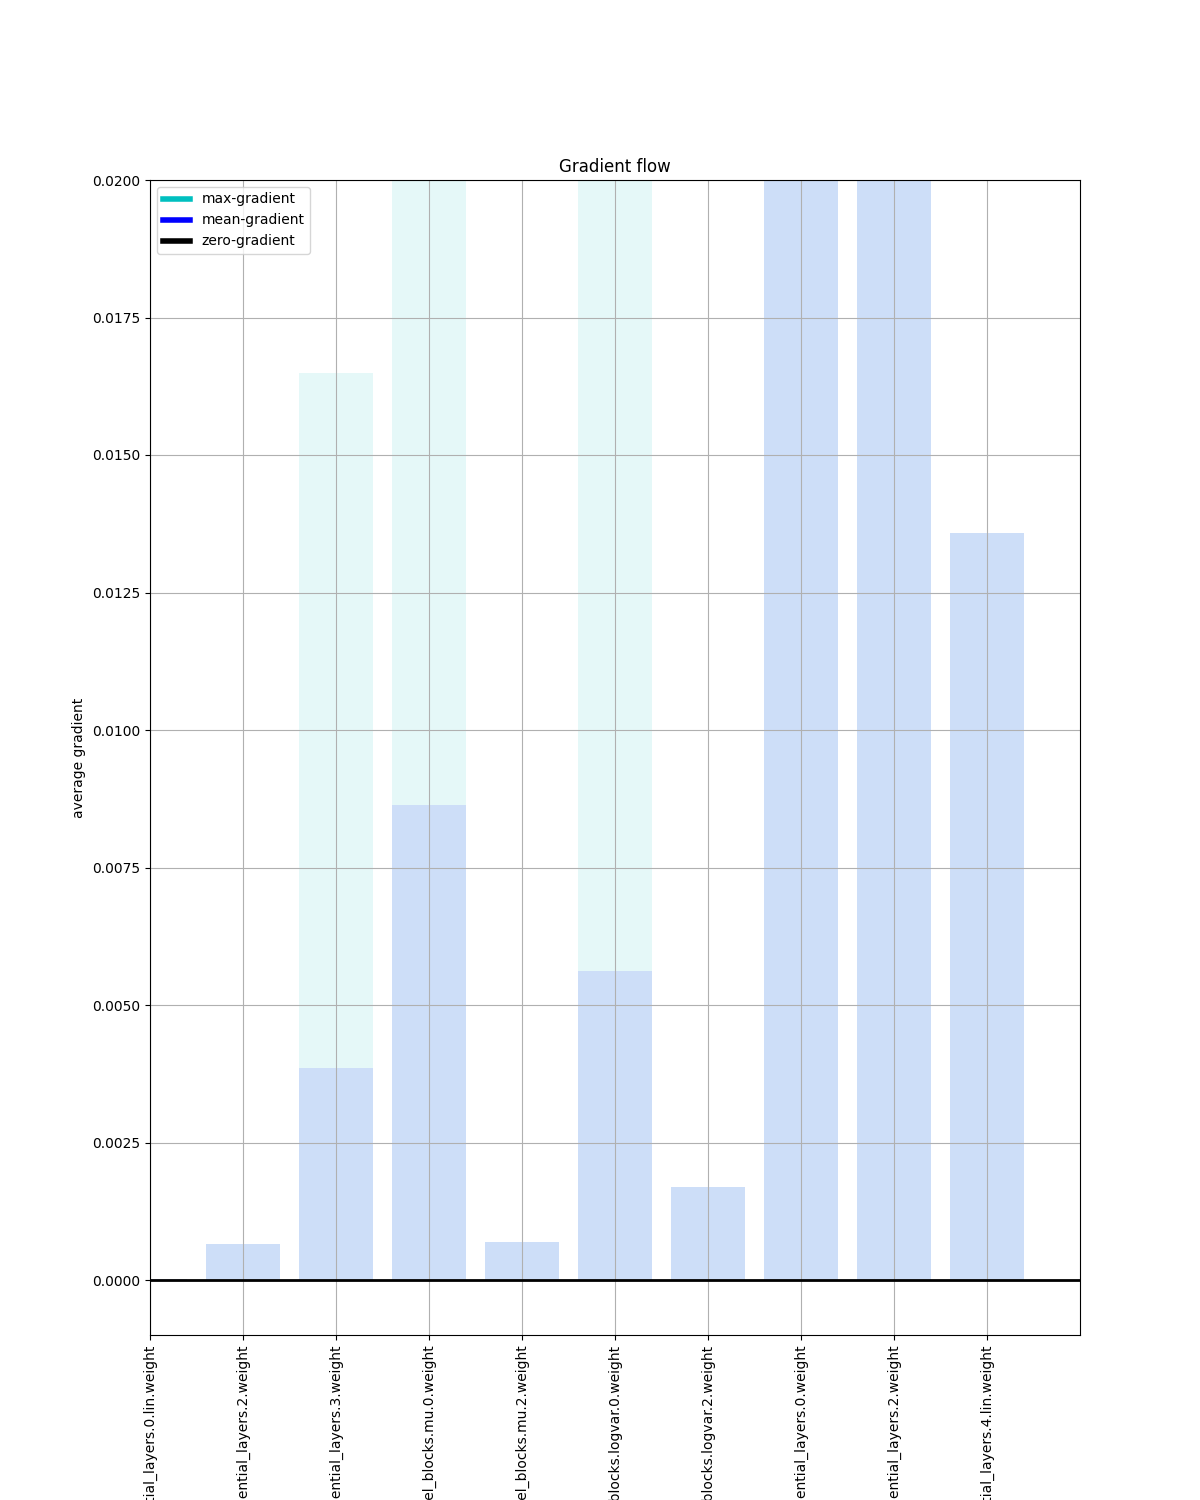 Gradient flow
max-gradient
mean-gradient
zero-gradient
0.0200
0.0175
0.0150
0.0125
0.0100
0.0075
0.0050
0.0025
0.0000
average gradient
tial_layers.0.lin.weight
ential_layers.2.weight
ential_layers.3.weight
el_blocks.mu.0.weight
el_blocks.mu.2.weight
blocks.logvar.0.weight
blocks.logvar.2.weight
ential_layers.0.weight
ential_layers.2.weight
tial_layers.4.lin.weight